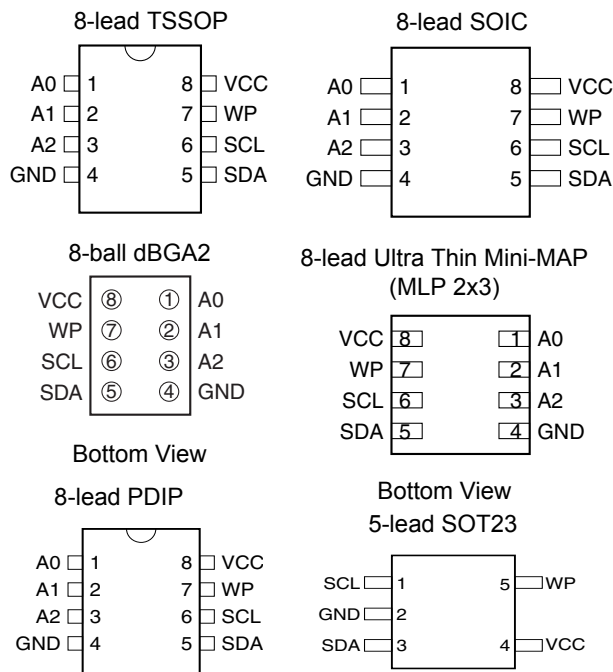 8-lead TSSOP
A0 1 8 VCC
A1 2 7 WP
A2 3 6 SCL
GND 4 5 SDA
8-lead SOIC
A0 1 8 VCC
A1 2 7 WP
A2 3 6 SCL
GND 4 5 SDA
8-ball dBGA2
VCC 8 1 A0
WP 7 2 A1
SCL 6 3 A2
SDA 5 4 GND
Bottom View
8-lead Ultra Thin Mini-MAP
(MLP 2x3)
VCC 8 1 A0
WP 7 2 A1
SCL 6 3 A2
SDA 5 4 GND
Bottom View
8-lead PDIP
A0 1 8 VCC
A1 2 7 WP
A2 3 6 SCL
GND 4 5 SDA
5-lead SOT23
SCL 1 5 WP
GND 2
SDA 3 4 VCC